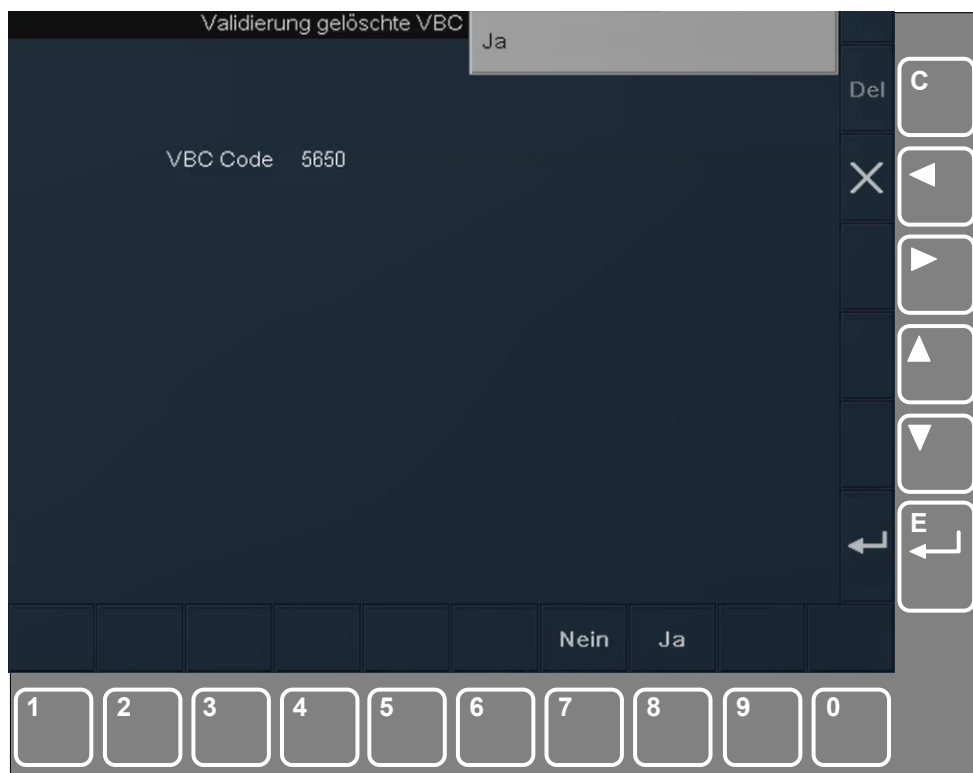 Validierung gelöschte VBC
Ja
Del
C
VBC Code 5650
E
Nein Ja
1 2 3 4 5 6 7 8 9 0